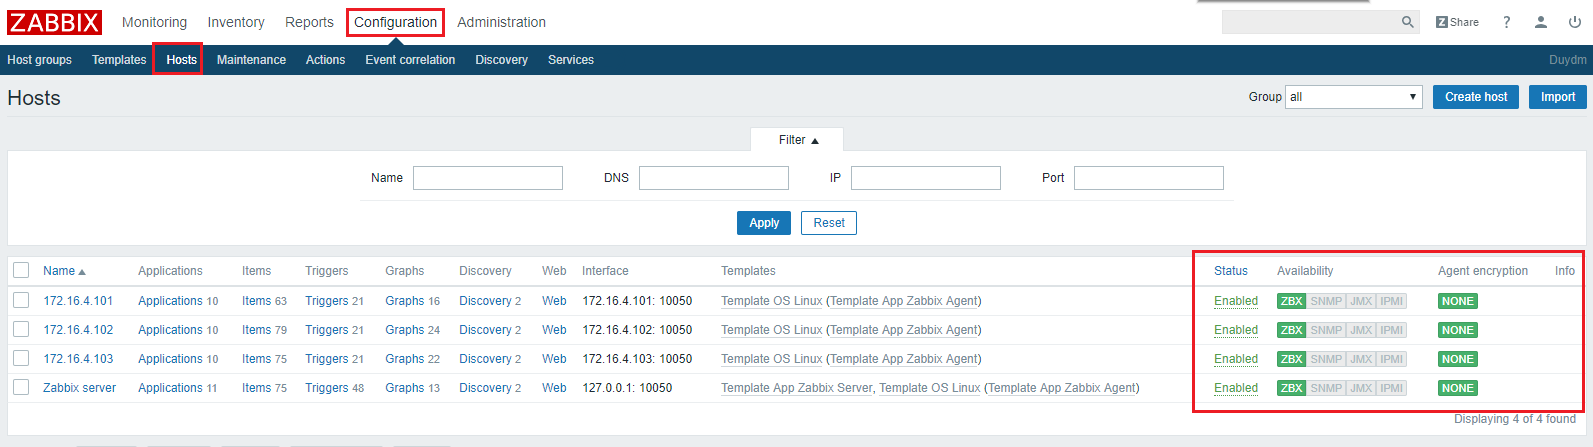 ZABBIX Monitoring Inventory Reports Configuration Administration Z Share ?
Host groups Templates Hosts Maintenance Actions Event correlation Discovery Services Duydm
Hosts Group all Create host Import
Filter
Name DNS IP Port
Apply Reset
Name Applications Items Triggers Graphs Discovery Web Interface Templates Status Availability Agent encryption Info
172.16.4.101 Applications 10 Items 63 Triggers 21 Graphs 16 Discovery 2 Web 172.16.4.101: 10050 Template OS Linux (Template App Zabbix Agent) Enabled ZBX SNMP JMX IPMI NONE
172.16.4.102 Applications 10 Items 79 Triggers 21 Graphs 24 Discovery 2 Web 172.16.4.102: 10050 Template OS Linux (Template App Zabbix Agent) Enabled ZBX SNMP JMX IPMI NONE
172.16.4.103 Applications 10 Items 75 Triggers 21 Graphs 22 Discovery 2 Web 172.16.4.103: 10050 Template OS Linux (Template App Zabbix Agent) Enabled ZBX SNMP JMX IPMI NONE
Zabbix server Applications 11 Items 75 Triggers 48 Graphs 13 Discovery 2 Web 127.0.0.1: 10050 Template App Zabbix Server, Template OS Linux (Template App Zabbix Agent) Enabled ZBX SNMP JMX IPMI NONE
Displaying 4 of 4 found